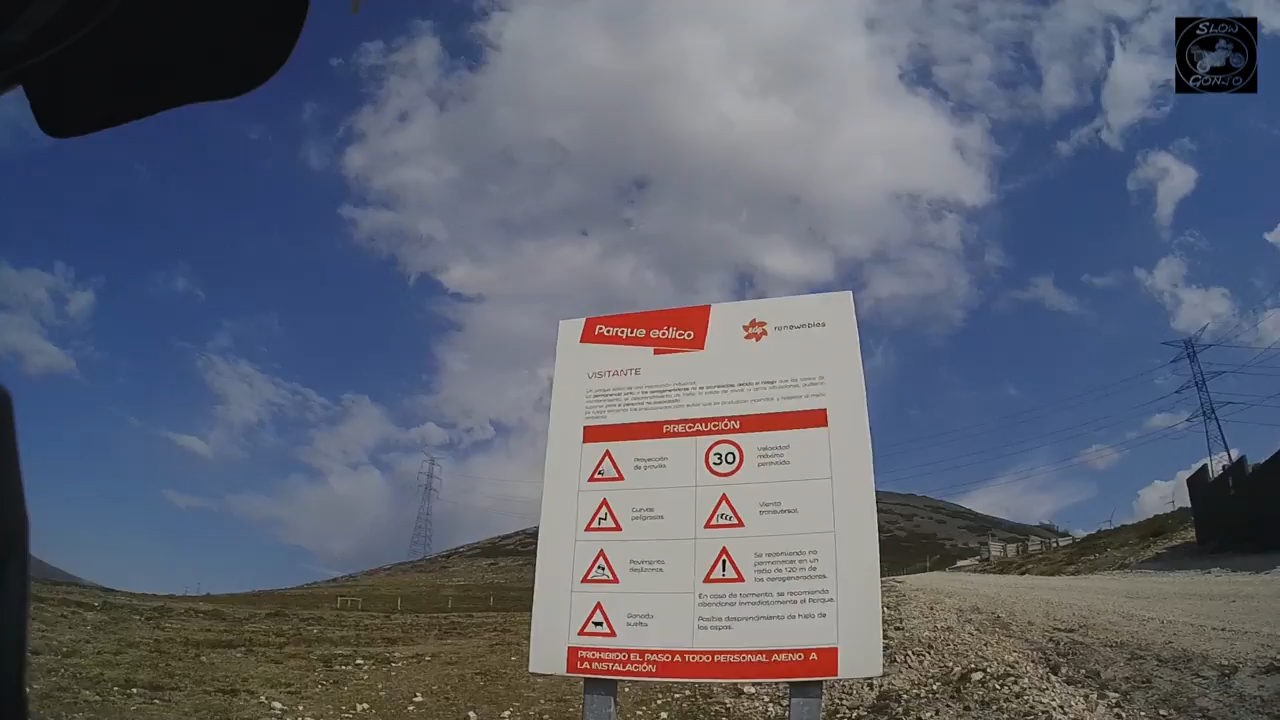 SLOW
GONJO
Parque eólico
edp renewables
VISITANTE
PRECAUCIÓN
Proyección
de gravilla.
30
Velocidad
máxima
permitida.
Curvas
peligrosas.
Viento
transversal.
Pavimento
deslizante.
Se recomienda no
permanecer en un
radio de 120 m de
los aerogeneradores.
En caso de tormenta, se recomienda
abandonar inmediatamente el Parque.
Ganado
suelto.
Posible desprendimiento de hielo de
las aspas.
PROHIBIDO EL PASO A TODO PERSONAL AJENO A
LA INSTALACIÓN